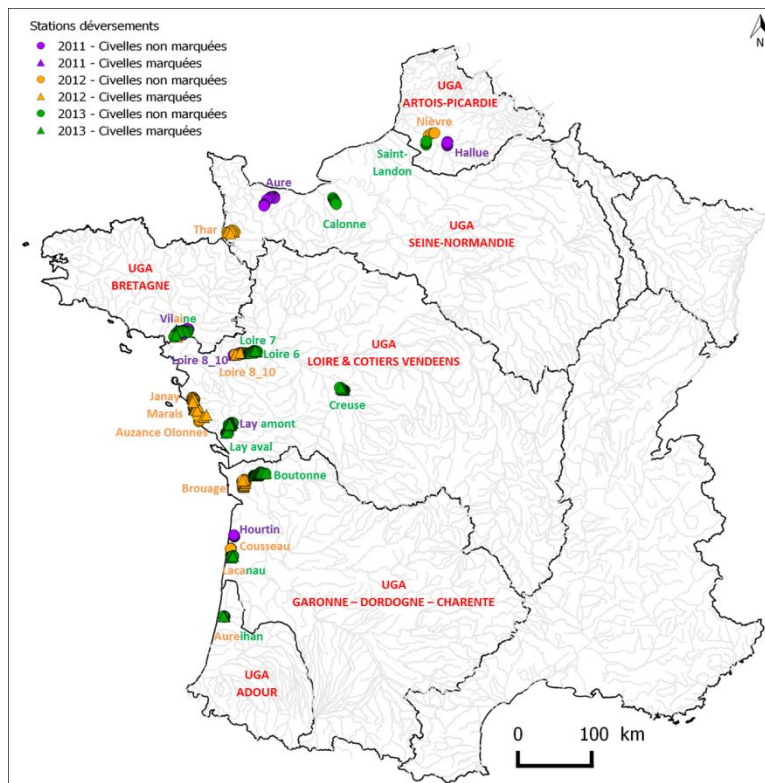 Stations déversements
2011 - Civelles non marquées
2011 - Civelles marquées
2012 - Civelles non marquées
2012 - Civelles marquées
2013 - Civelles non marquées
2013 - Civelles marquées
N
UGA
ARTOIS-PICARDIE
Nièvre
Saint-
Landon
Hallue
Aure
Calonne
Thar
UGA
SEINE-NORMANDIE
UGA
BRETAGNE
Vilaine
Loire 7
Loire 8_10
Loire 6
Loire 8_10
UGA
LOIRE & COTIERS VENDEENS
Creuse
Janay
Marais
Auzance Olonnes
Lay amont
Lay aval
Boutonne
Brouage
Hourtin
Cousseau
Lacanau
UGA
GARONNE – DORDOGNE – CHARENTE
Aureihan
UGA
ADOUR
0 100 km